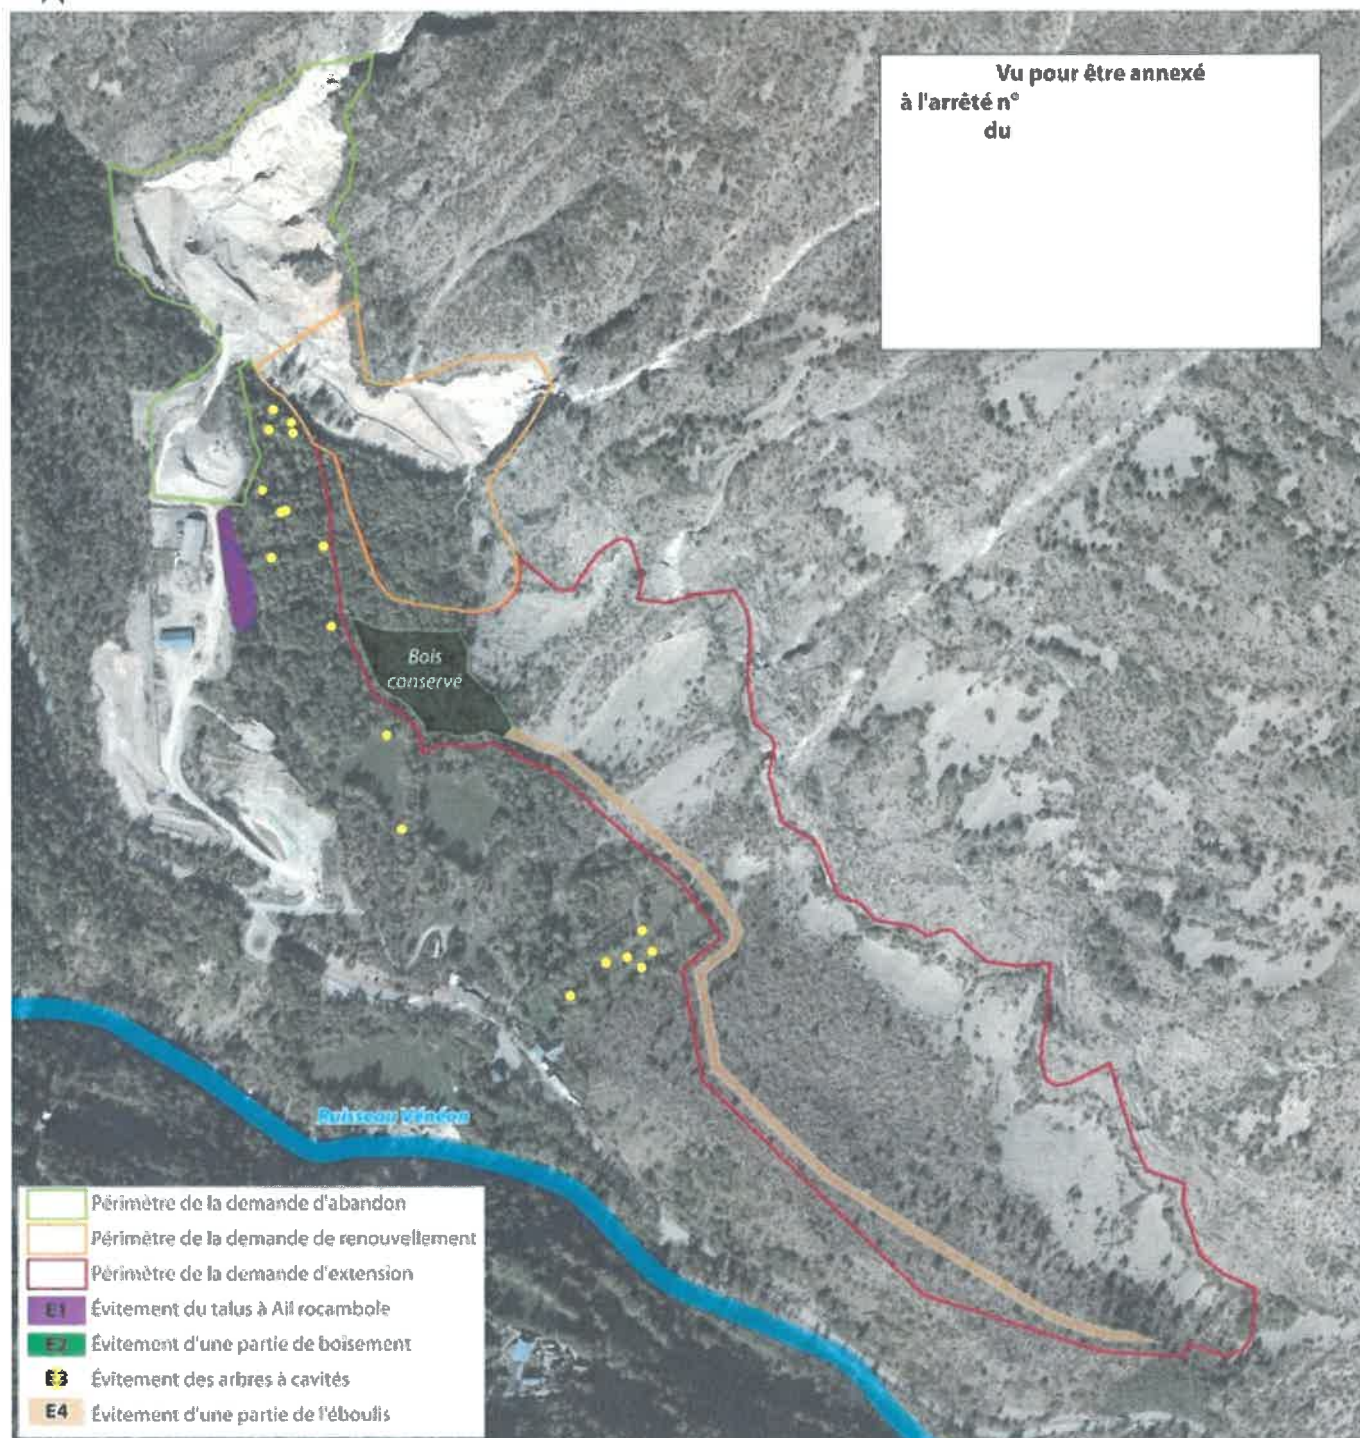 Vu pour être annexé
à l'arrêté n°
du
Bois
conservé
Ruisseau Vénéon
Périmètre de la demande d'abandon
Périmètre de la demande de renouvellement
Périmètre de la demande d'extension
E1 Évitement du talus à Ail rocambole
E2 Évitement d'une partie de boisement
E3 Évitement des arbres à cavités
E4 Évitement d'une partie de l'éboulis